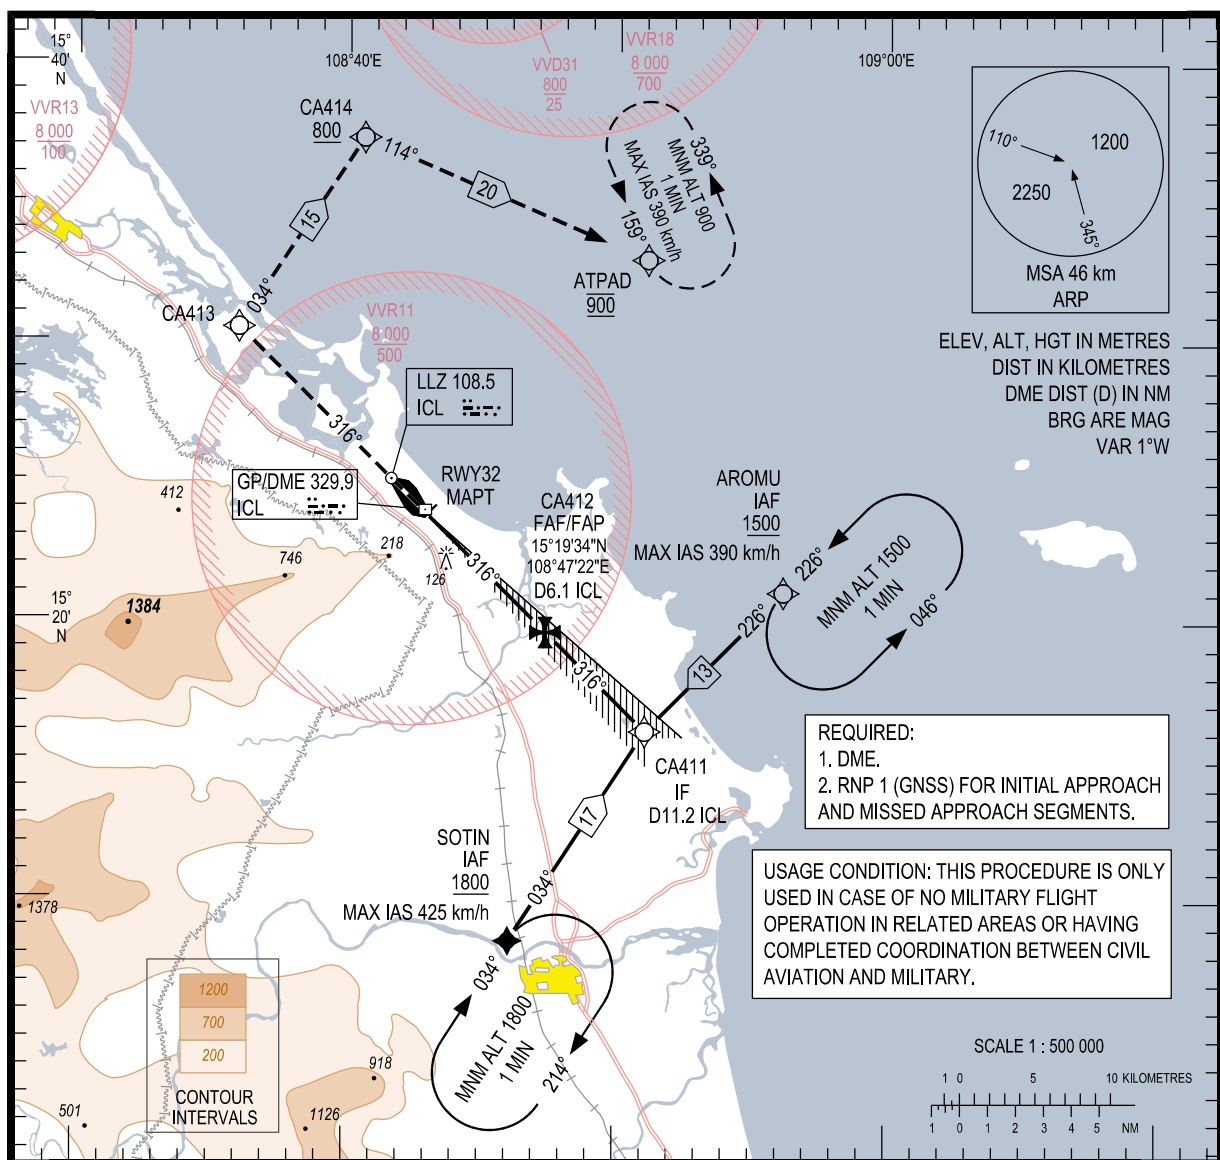 15°
40'
N
108°40'E
109°00'E
VVR13
8 000
100
VVD31
800
25
VVR18
8 000
700
CA414
800
114°
20
15
034°
CA413
339°
MNM ALT 900
1 MIN
MAX IAS 390 km/h
159°
ATPAD
900
110°
1200
2250
345°
MSA 46 km
ARP
ELEV, ALT, HGT IN METRES
DIST IN KILOMETRES
DME DIST (D) IN NM
BRG ARE MAG
VAR 1°W
VVR11
8 000
500
LLZ 108.5
ICL
316°
GP/DME 329.9
ICL
RWY32
MAPT
412
218
746
126
1384
15°
20'
N
CA412
FAF/FAP
15°19'34"N
108°47'22"E
D6.1 ICL
316°
316°
AROMU
IAF
1500
MAX IAS 390 km/h
226°
226°
MNM ALT 1500
1 MIN
046°
13
CA411
IF
D11.2 ICL
17
REQUIRED:
1. DME.
2. RNP 1 (GNSS) FOR INITIAL APPROACH
AND MISSED APPROACH SEGMENTS.
USAGE CONDITION: THIS PROCEDURE IS ONLY
USED IN CASE OF NO MILITARY FLIGHT
OPERATION IN RELATED AREAS OR HAVING
COMPLETED COORDINATION BETWEEN CIVIL
AVIATION AND MILITARY.
SOTIN
IAF
1800
MAX IAS 425 km/h
034°
034°
MNM ALT 1800
1 MIN
214°
1378
1200
700
200
CONTOUR
INTERVALS
918
1126
501
SCALE 1 : 500 000
1 0 5 10 KILOMETRES
1 0 1 2 3 4 5 NM